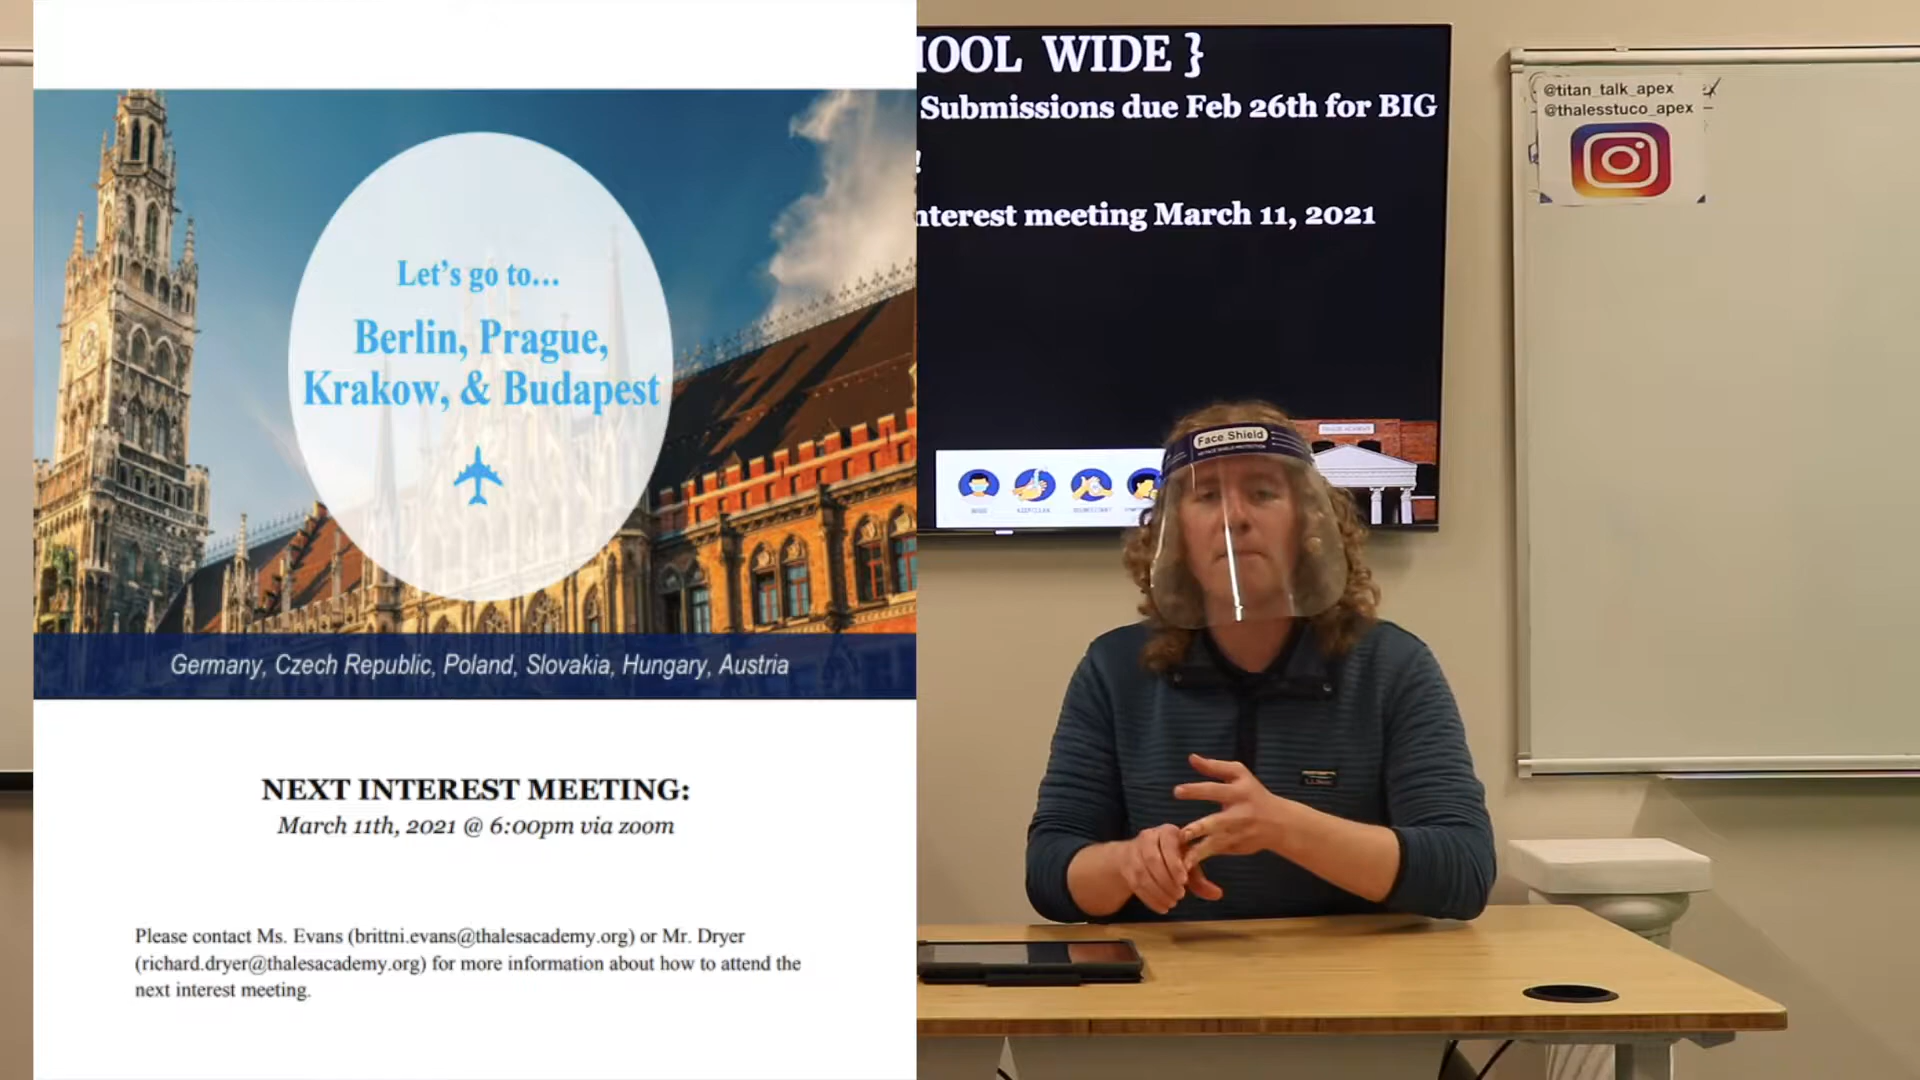 Let's go to...
Berlin, Prague,
Krakow, & Budapest
Germany, Czech Republic, Poland, Slovakia, Hungary, Austria
NEXT INTEREST MEETING:
March 11th, 2021 @ 6:00pm via zoom
Please contact Ms. Evans (brittni.evans@thalesacademy.org) or Mr. Dryer
(richard.dryer@thalesacademy.org) for more information about how to attend the
next interest meeting.
WIDE }
Submissions due Feb 26th for BIG
!
meeting March 11, 2021
Face Shield
@titan_talk_apex
@thalesstuco_apex